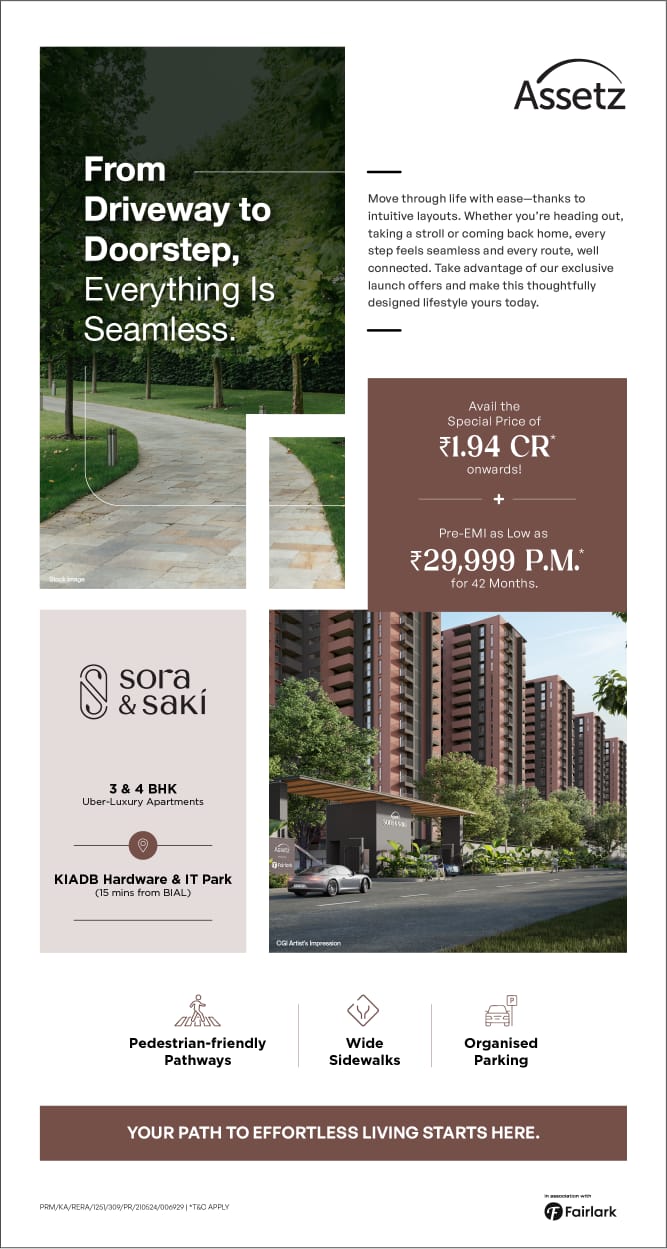 Assetz
From
Driveway to
Doorstep,
Everything Is
Seamless.
Stock Image
Move through life with ease—thanks to
intuitive layouts. Whether you're heading out,
taking a stroll or coming back home, every
step feels seamless and every route, well
connected. Take advantage of our exclusive
launch offers and make this thoughtfully
designed lifestyle yours today.
Avail the
Special Price of
₹1.94 CR*
onwards!
+
Pre-EMI as Low as
₹29,999 P.M.*
for 42 Months.
sora
& saki
3 & 4 BHK
Uber-Luxury Apartments
KIADB Hardware & IT Park
(15 mins from BIAL)
sora & saki
Assetz
Fairlark
CGI Artist's Impression
P
Pedestrian-friendly
Pathways
Wide
Sidewalks
Organised
Parking
YOUR PATH TO EFFORTLESS LIVING STARTS HERE.
PRM/KA/RERA/1251/309/PR/210524/006929 | *T&C APPLY
in association with
Fairlark